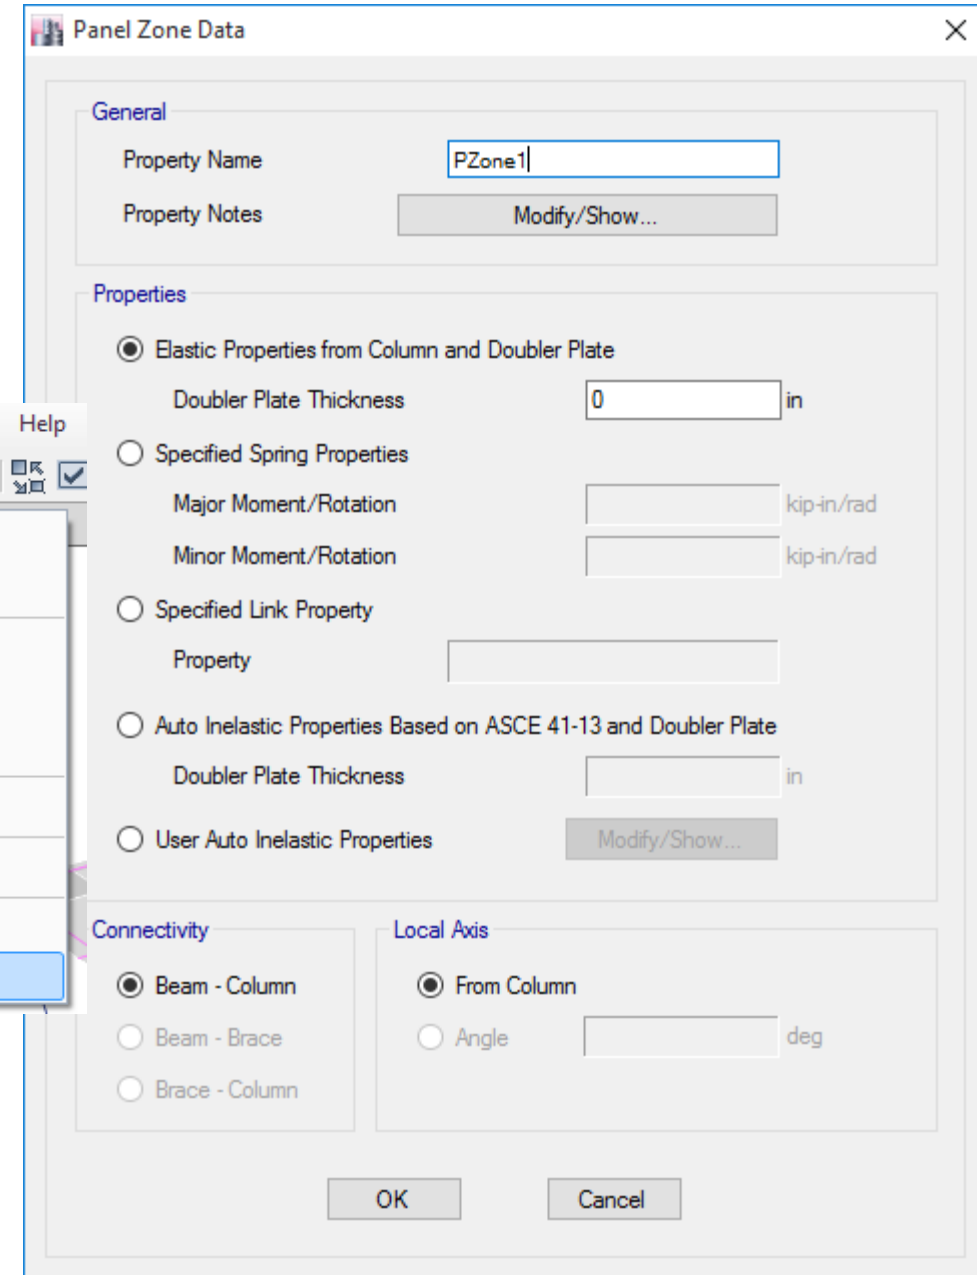 Panel Zone Data
General
Property Name PZone1
Property Notes Modify/Show...
Properties
Elastic Properties from Column and Doubler Plate
Doubler Plate Thickness 0 in
Help
Specified Spring Properties
Major Moment/Rotation kip-in/rad
Minor Moment/Rotation kip-in/rad
Specified Link Property
Property
Auto Inelastic Properties Based on ASCE 41-13 and Doubler Plate
Doubler Plate Thickness in
User Auto Inelastic Properties Modify/Show...
Connectivity Local Axis
Beam - Column From Column
Beam - Brace Angle deg
Brace - Column
OK Cancel